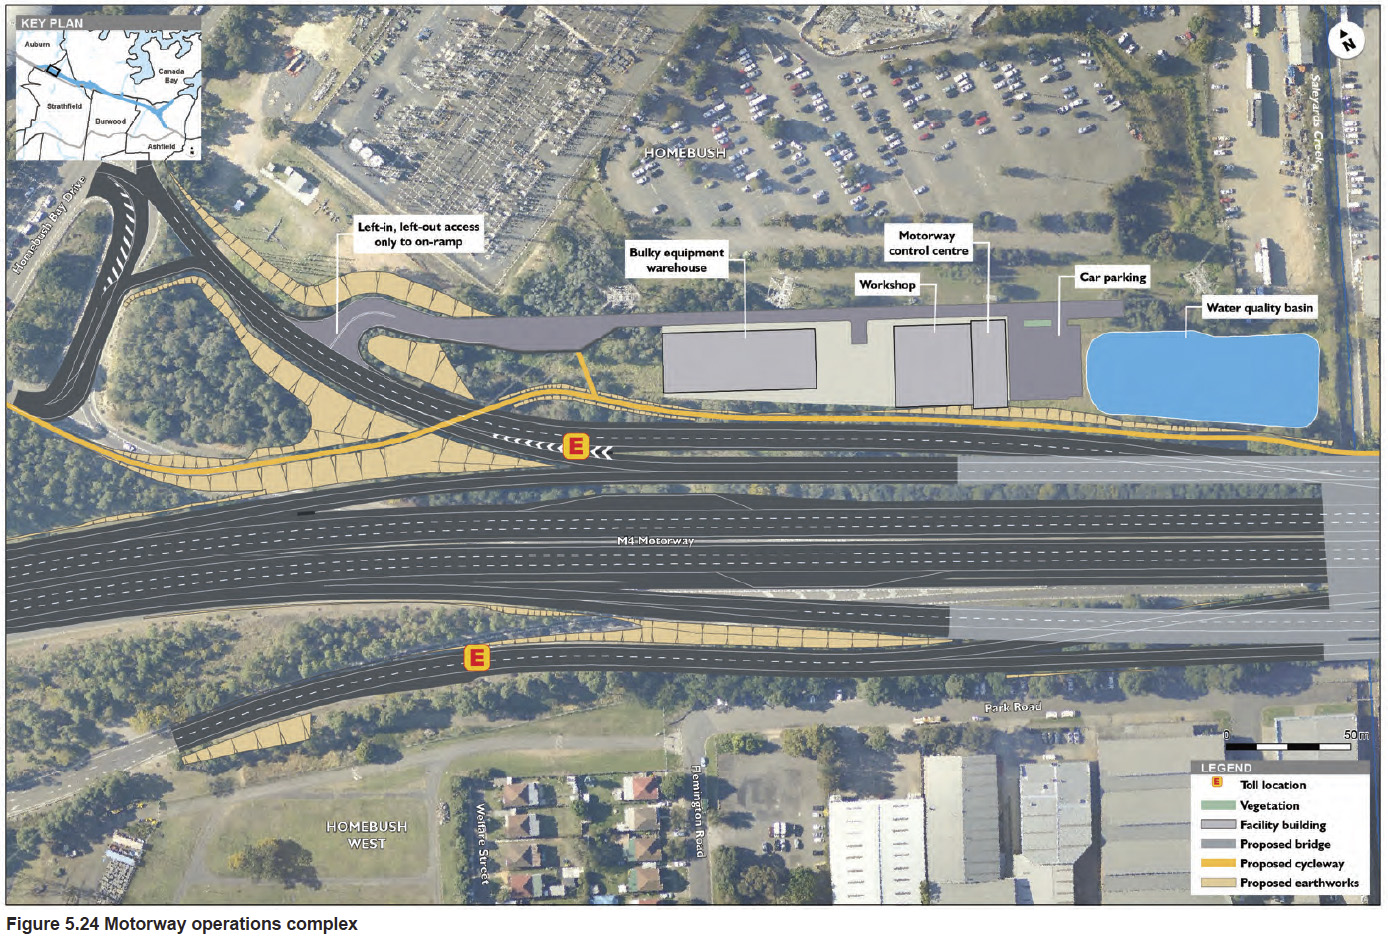 KEY PLAN
Auburn
Canada
Bay
Strathfield
Burwood
Ashfield
N
Homebush Bay Drive
HOMEBUSH
Saleyards Creek
Left-in, left-out access
only to on-ramp
Bulky equipment
warehouse
Motorway
control centre
Workshop
Car parking
Water quality basin
E
M4 Motorway
E
Park Road
HOMEBUSH
WEST
Welfare Street
Flemington Road
0 50 m
LEGEND
E Toll location
Vegetation
Facility building
Proposed bridge
Proposed cycleway
Proposed earthworks
Figure 5.24 Motorway operations complex